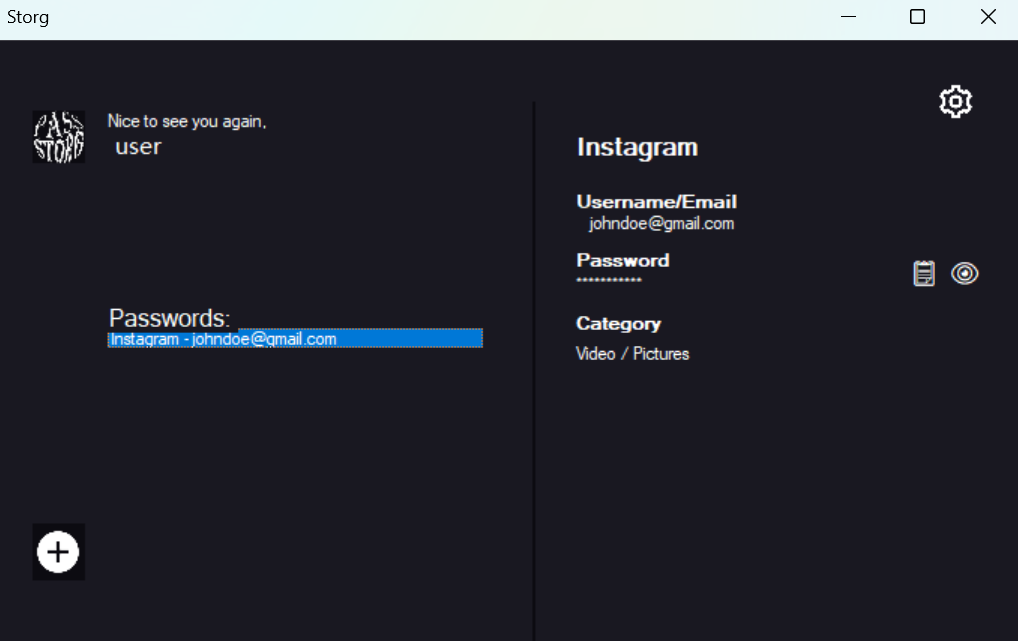 Storg
PASS
STORG
Nice to see you again,
user
Passwords:
Instagram - johndoe@gmail.com
Instagram
Username/Email
johndoe@gmail.com
Password
***********
Category
Video / Pictures